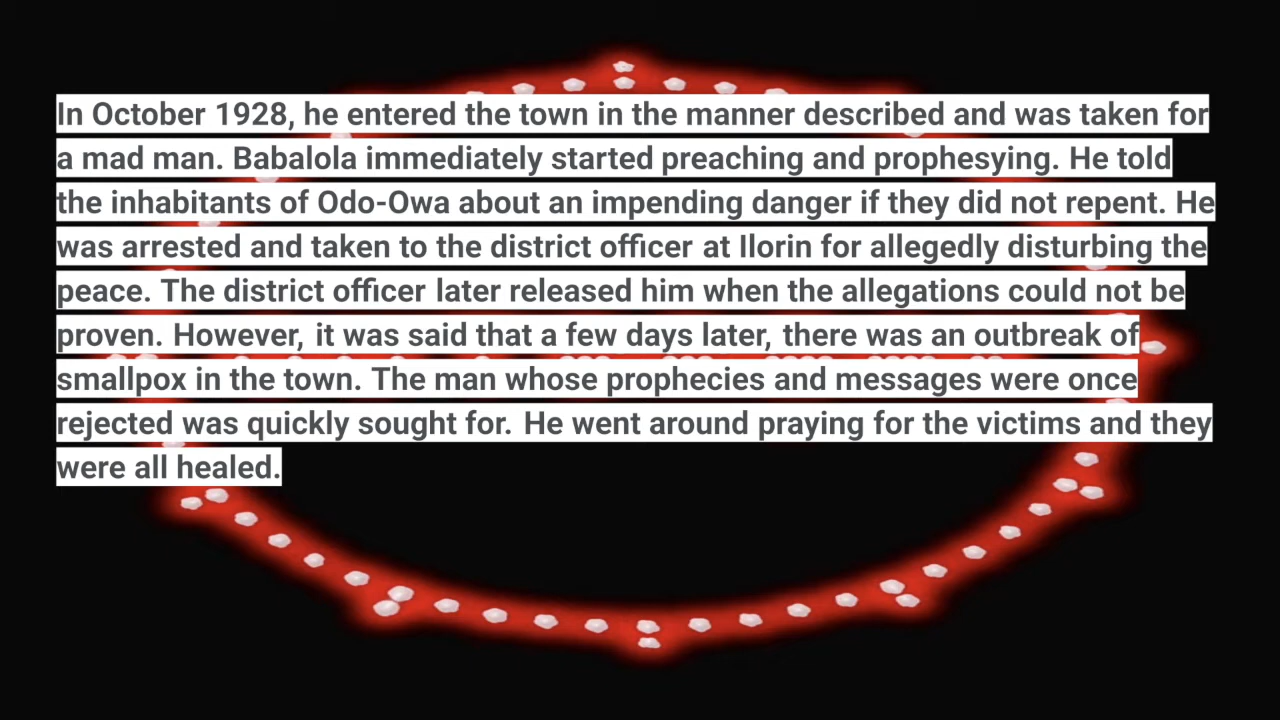 In October 1928, he entered the town in the manner described and was taken for
a mad man. Babalola immediately started preaching and prophesying. He told
the inhabitants of Odo-Owa about an impending danger if they did not repent. He
was arrested and taken to the district officer at Ilorin for allegedly disturbing the
peace. The district officer later released him when the allegations could not be
proven. However, it was said that a few days later, there was an outbreak of
smallpox in the town. The man whose prophecies and messages were once
rejected was quickly sought for. He went around praying for the victims and they
were all healed.